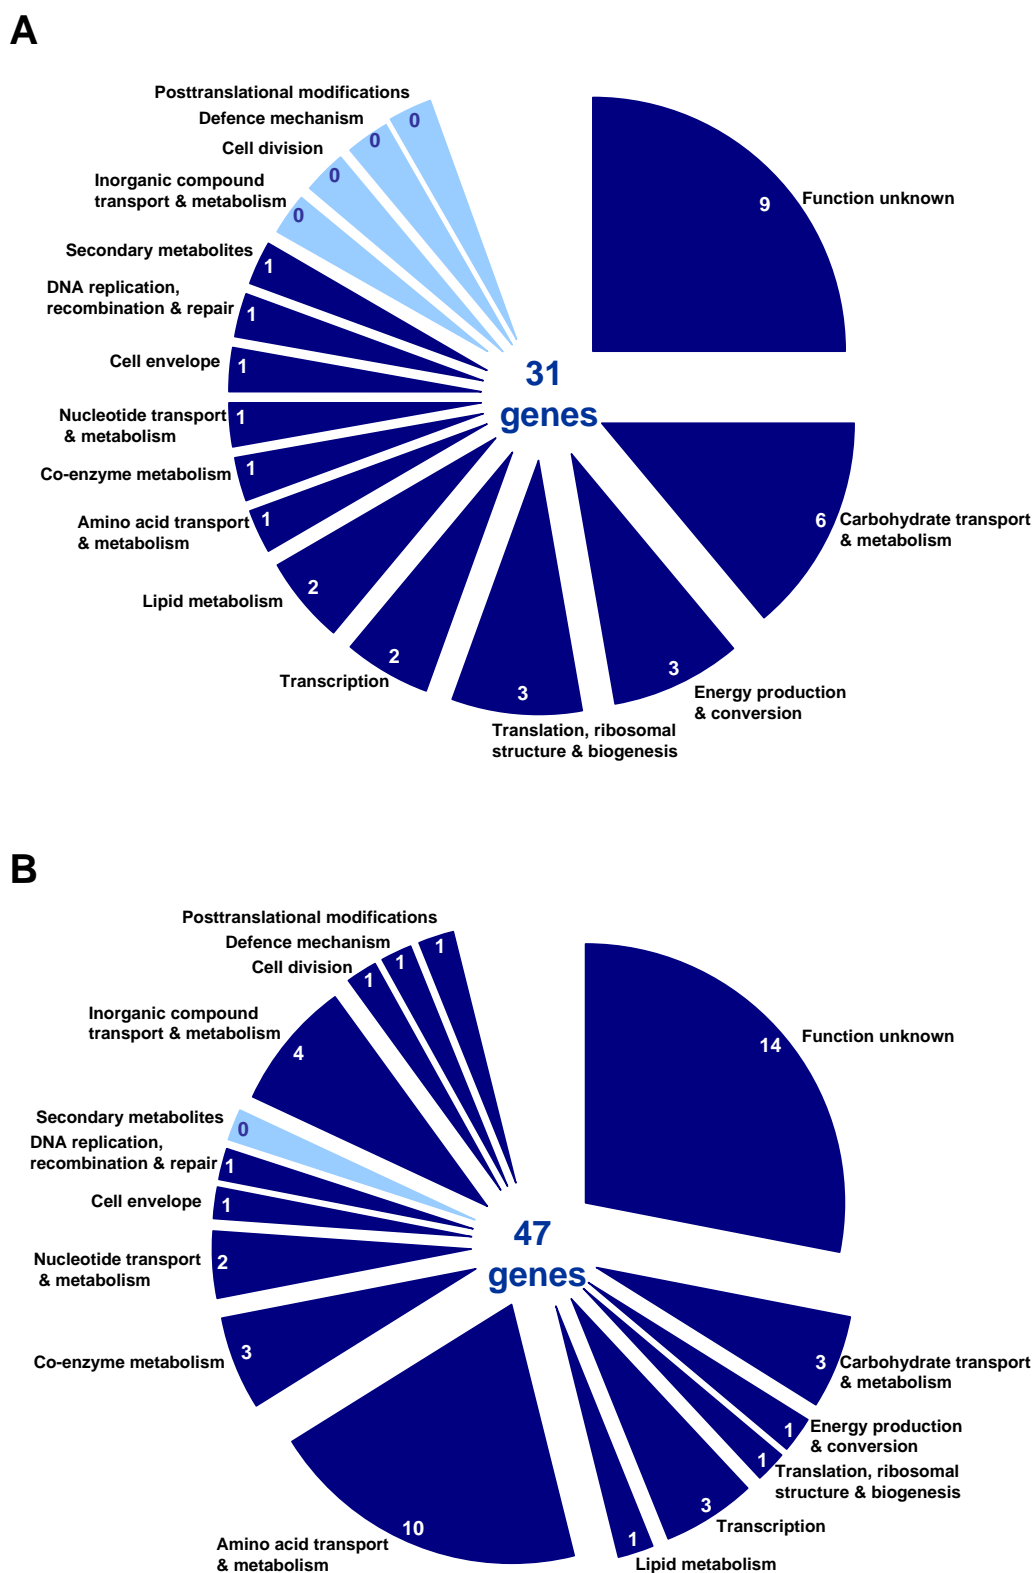 A
Posttranslational modifications
0
Defence mechanism
0
Cell division
0
Inorganic compound
transport & metabolism
0
Secondary metabolites
1
DNA replication,
recombination & repair
1
Cell envelope
1
Nucleotide transport
& metabolism
1
Co-enzyme metabolism
1
Amino acid transport
& metabolism
1
Lipid metabolism
2
Transcription
2
Translation, ribosomal
structure & biogenesis
3
Energy production
& conversion
3
Carbohydrate transport
& metabolism
6
Function unknown
9
31
genes
B
Posttranslational modifications
1
Defence mechanism
1
Cell division
1
Inorganic compound
transport & metabolism
4
Secondary metabolites
0
DNA replication,
recombination & repair
1
Cell envelope
1
Nucleotide transport
& metabolism
2
Co-enzyme metabolism
3
Amino acid transport
& metabolism
10
Lipid metabolism
1
Transcription
3
Translation, ribosomal
structure & biogenesis
1
Energy production
& conversion
1
Carbohydrate transport
& metabolism
3
Function unknown
14
47
genes